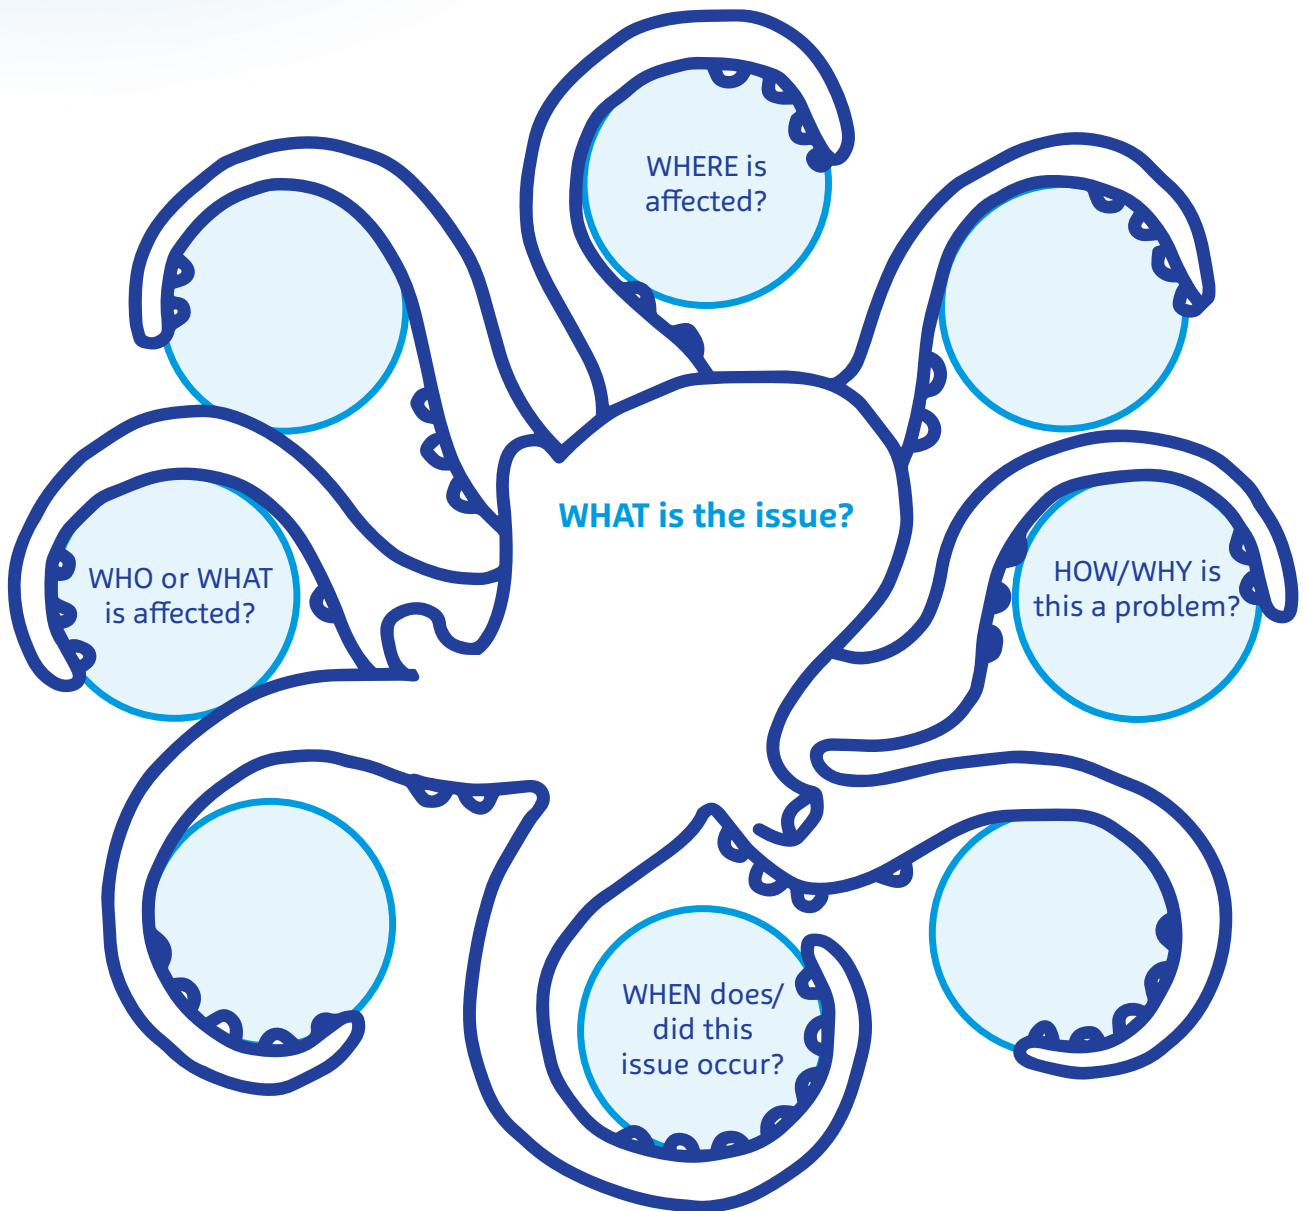 WHERE is
affected?
WHAT is the issue?
WHO or WHAT
is affected?
HOW/WHY is
this a problem?
WHEN does/
did this
issue occur?